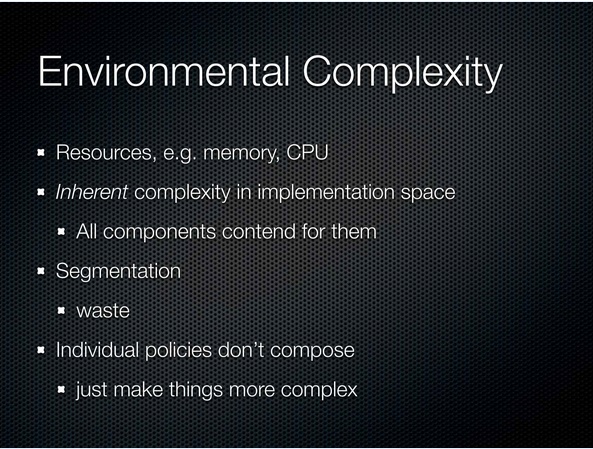 Environmental Complexity
Resources, e.g. memory, CPU
Inherent complexity in implementation space
All components contend for them
Segmentation
waste
Individual policies don't compose
just make things more complex